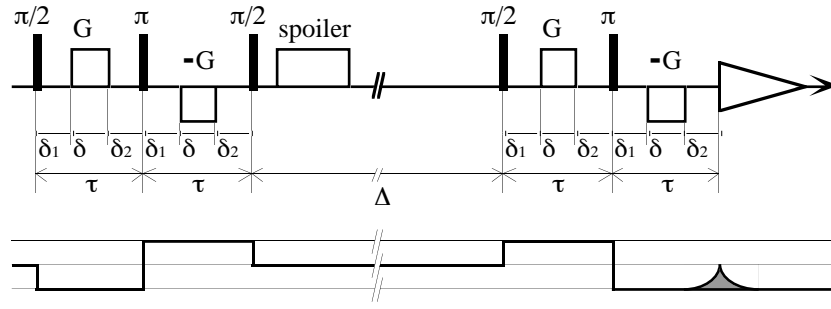 π/2 G π -G π/2 spoiler π/2 G π -G
δ1 δ δ2 δ1 δ δ2 δ1 δ δ2 δ1 δ δ2
τ τ Δ τ τ